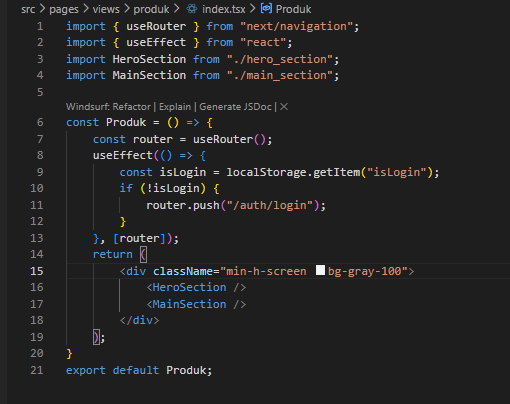 src > pages > views > produk > index.tsx > Produk
1 import { useRouter } from "next/navigation";
2 import { useEffect } from "react";
3 import HeroSection from "./hero_section";
4 import MainSection from "./main_section";
5
Windsurf: Refactor | Explain | Generate JSDoc | ×
6 const Produk = () => {
7     const router = useRouter();
8     useEffect(() => {
9         const isLogin = localStorage.getItem("isLogin");
10         if (!isLogin) {
11             router.push("/auth/login");
12         }
13     }, [router]);
14     return (
15         <div className="min-h-screen bg-gray-100">
16             <HeroSection />
17             <MainSection />
18         </div>
19     );
20 }
21 export default Produk;